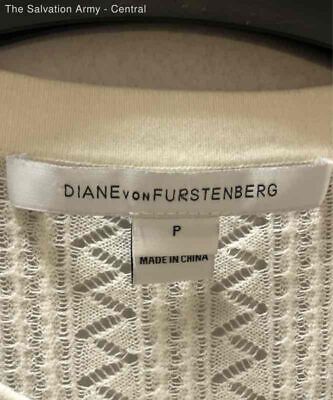 The Salvation Army - Central
DIANE VON FURSTENBERG
P
MADE IN CHINA